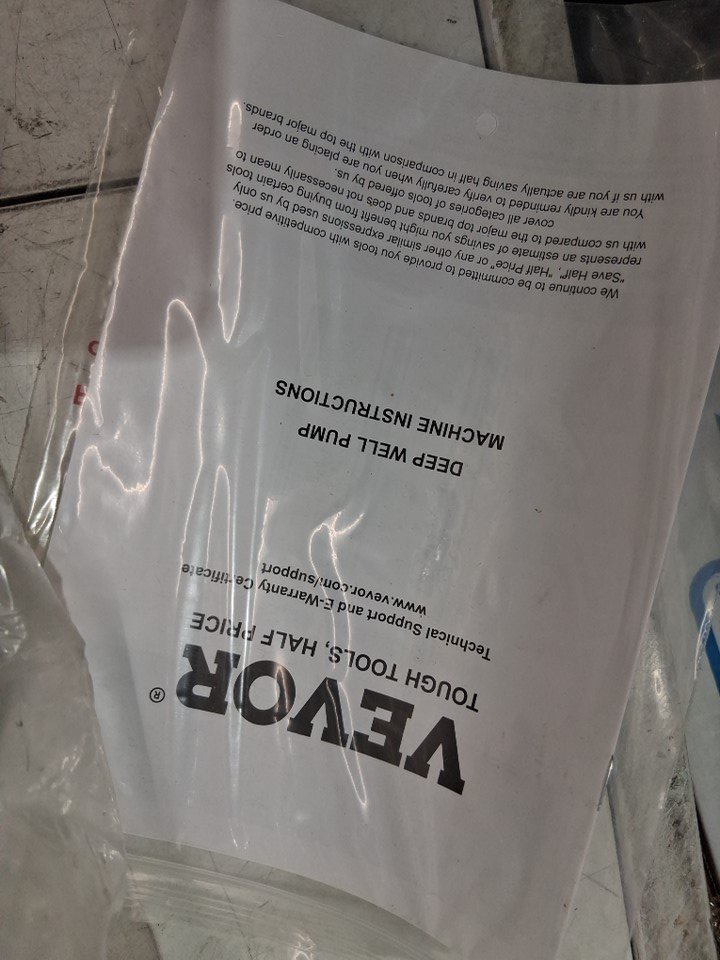 VEVOR®
TOUGH TOOLS, HALF PRICE
Technical Support and E-Warranty Certificate
www.vevor.com/support
DEEP WELL PUMP
MACHINE INSTRUCTIONS
We continue to be committed to provide you tools with competitive price.
"Save Half", "Half Price" or any other similar expressions used by us only
represents an estimate of savings you might benefit from buying certain tools
with us compared to the major top brands and does not necessarily mean to
cover all categories of tools offered by us.
You are kindly reminded to verify carefully when you are placing an order
with us if you are actually saving half in comparison with the top major brands.